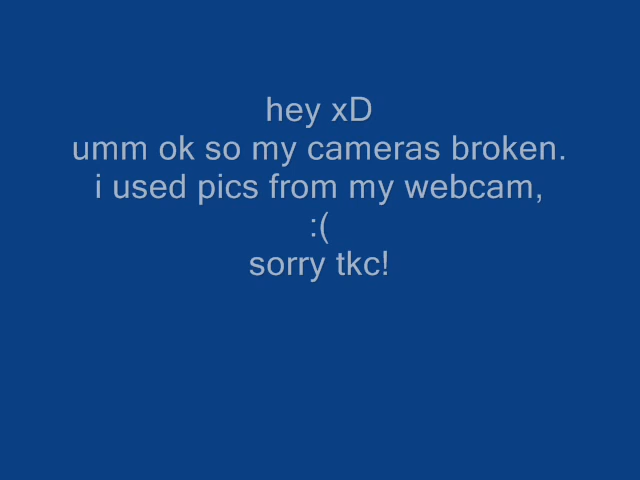 hey xD
umm ok so my cameras broken.
i used pics from my webcam,
:(
sorry tkc!